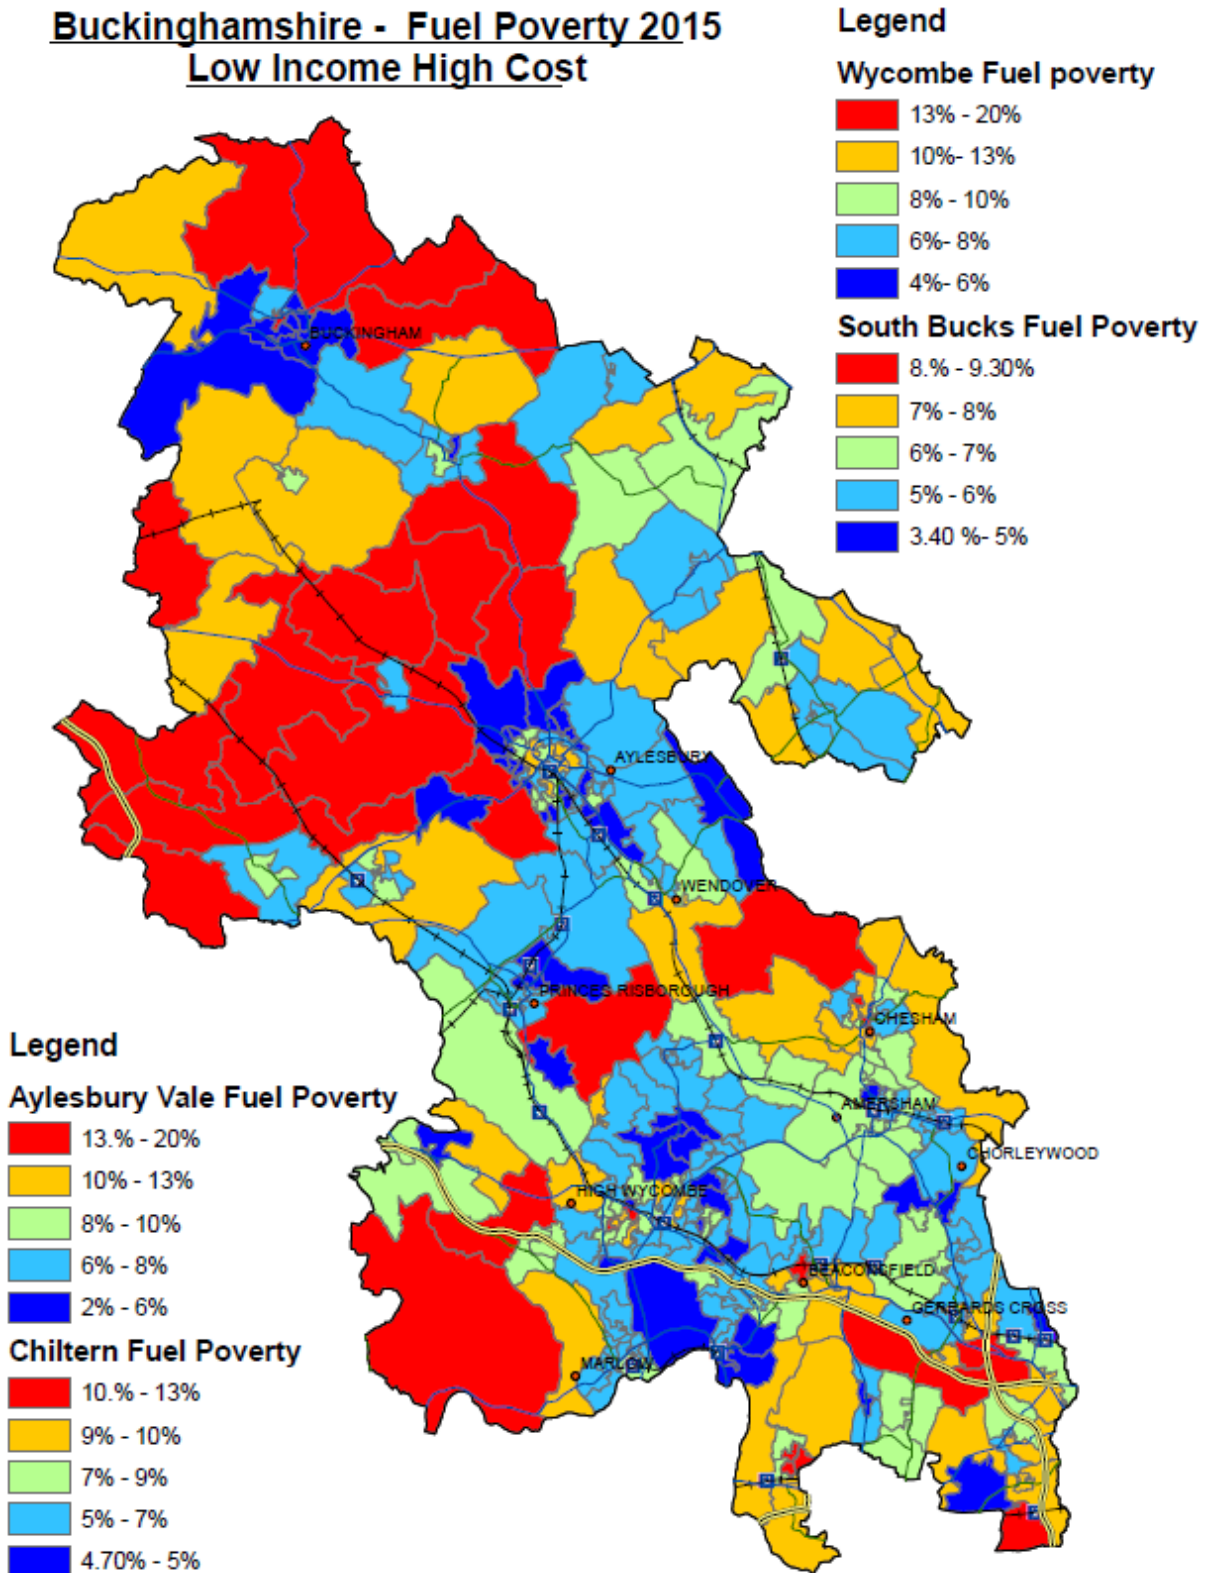 Buckinghamshire - Fuel Poverty 2015
Low Income High Cost
Legend
Wycombe Fuel poverty
13% - 20%
10%- 13%
8% - 10%
6%- 8%
4%- 6%
South Bucks Fuel Poverty
8.% - 9.30%
7% - 8%
6% - 7%
5% - 6%
3.40 %- 5%
BUCKINGHAM
AYLESBURY
WENDOVER
PRINCES RISBOROUGH
CHESHAM
AMERSHAM
CHORLEYWOOD
HIGH WYCOMBE
BEACONCFIELD
GERRARDS CROSS
MARLOW
Legend
Aylesbury Vale Fuel Poverty
13.% - 20%
10% - 13%
8% - 10%
6% - 8%
2% - 6%
Chiltern Fuel Poverty
10.% - 13%
9% - 10%
7% - 9%
5% - 7%
4.70% - 5%